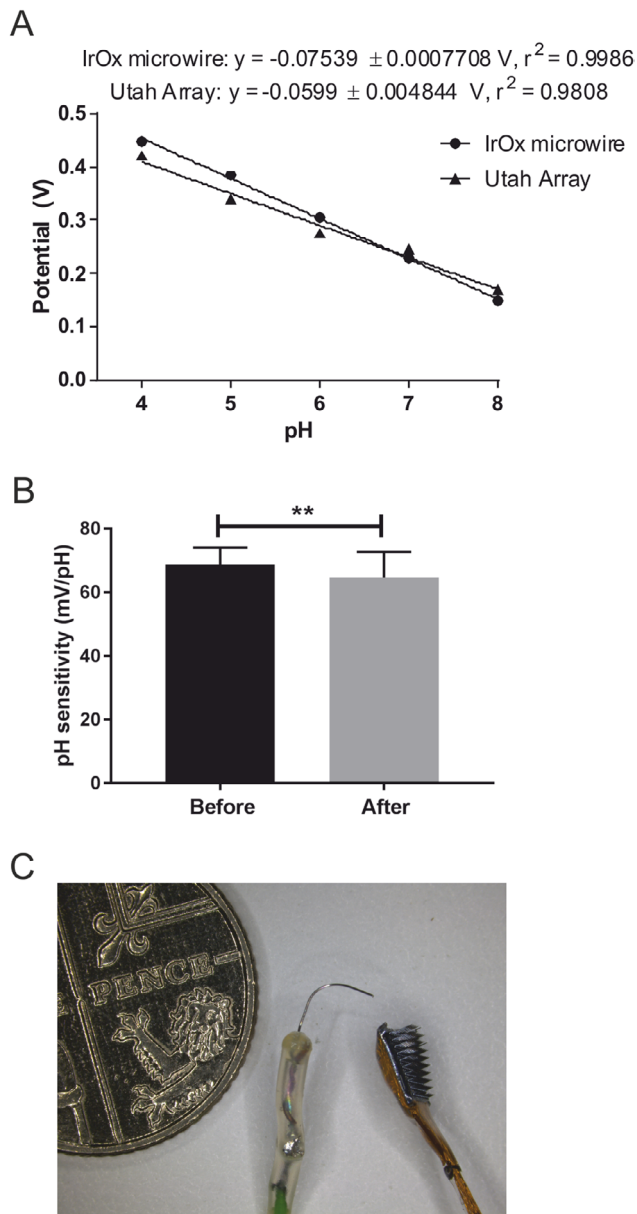 A
IrOx microwire: y = -0.07539 ± 0.0007708 V, r² = 0.9986
Utah Array: y = -0.0599 ± 0.004844 V, r² = 0.9808
0.5
0.4
0.3
0.2
0.1
0.0
Potential (V)
IrOx microwire
Utah Array
4 5 6 7 8
pH
B
80
60
40
20
0
pH sensitivity (mV/pH)
**
Before After
C
PENCE